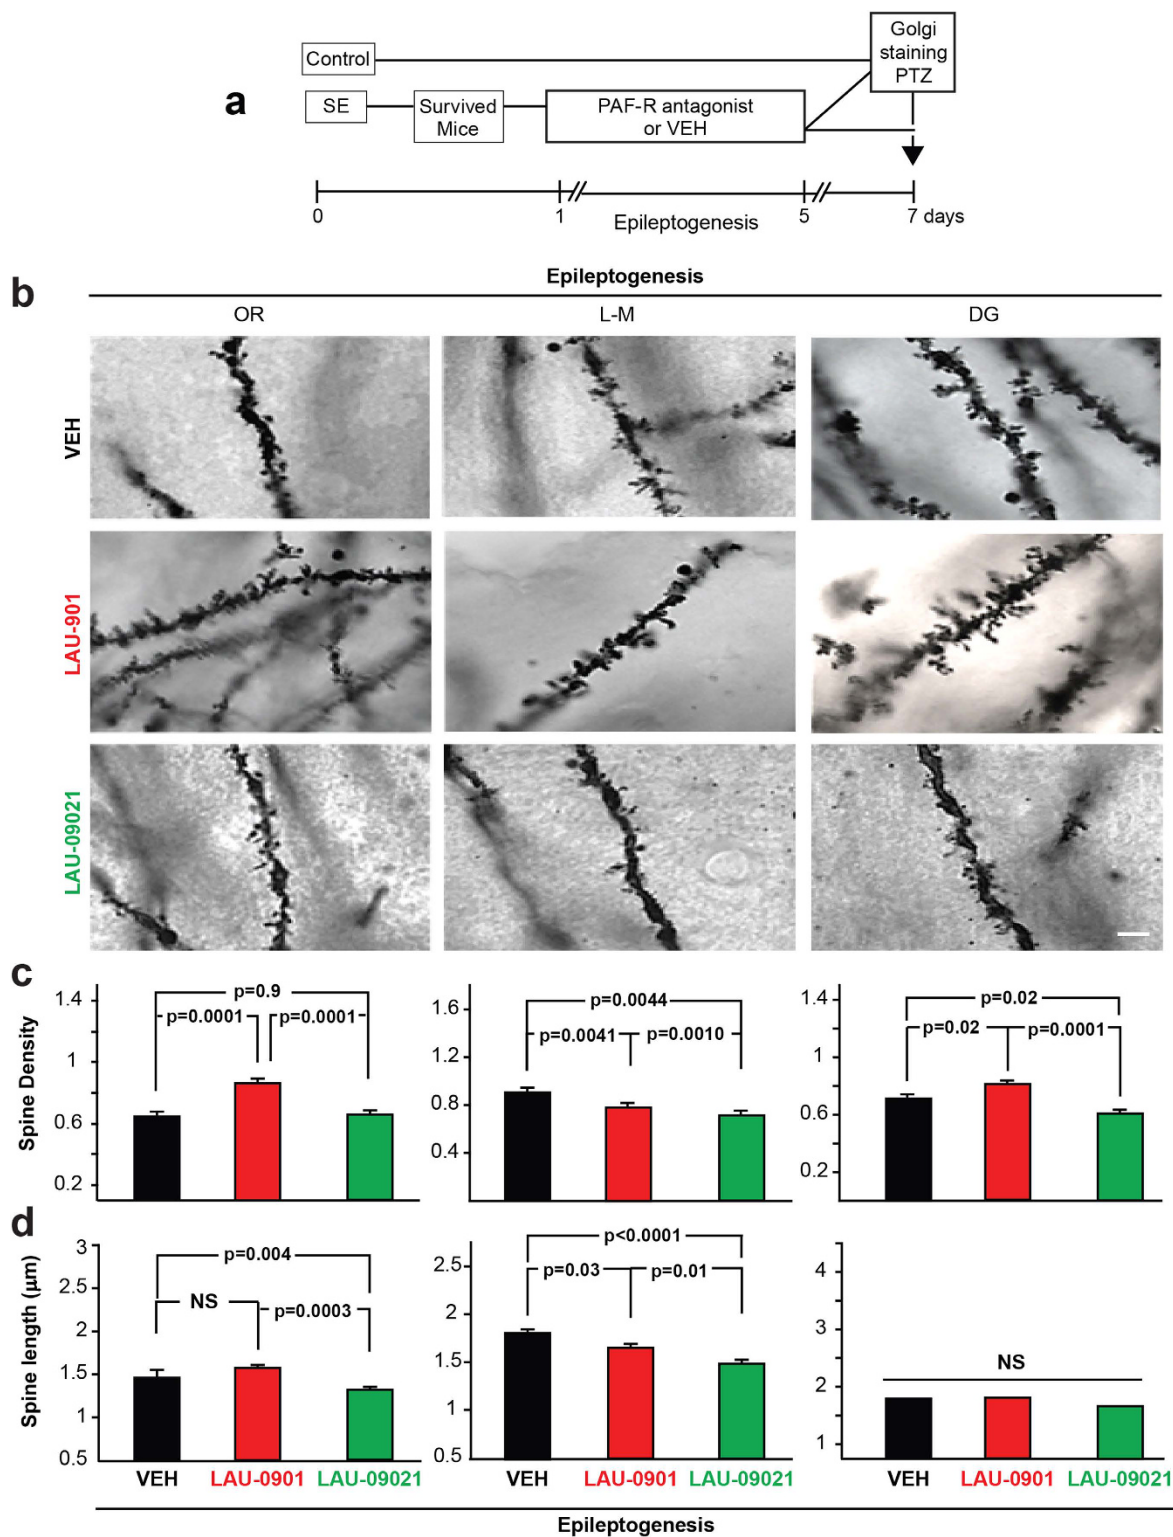 a
Control
SE
Survived
Mice
PAF-R antagonist
or VEH
Golgi
staining
PTZ
0
1
Epileptogenesis
5
7 days
Epileptogenesis
b
OR
L-M
DG
VEH
LAU-901
LAU-09021
c
Spine Density
1.4
1
0.6
0.2
p=0.9
p=0.0001
p=0.0001
1.6
1.2
0.8
0.4
p=0.0044
p=0.0041
p=0.0010
1.4
1
0.6
0.2
p=0.02
p=0.02
p=0.0001
d
Spine length (µm)
3
2.5
2
1.5
1
0.5
p=0.004
NS
p=0.0003
2.5
2
1.5
1
0.5
p<0.0001
p=0.03
p=0.01
4
3
2
1
NS
VEH
LAU-0901
LAU-09021
VEH
LAU-0901
LAU-09021
VEH
LAU-0901
LAU-09021
Epileptogenesis